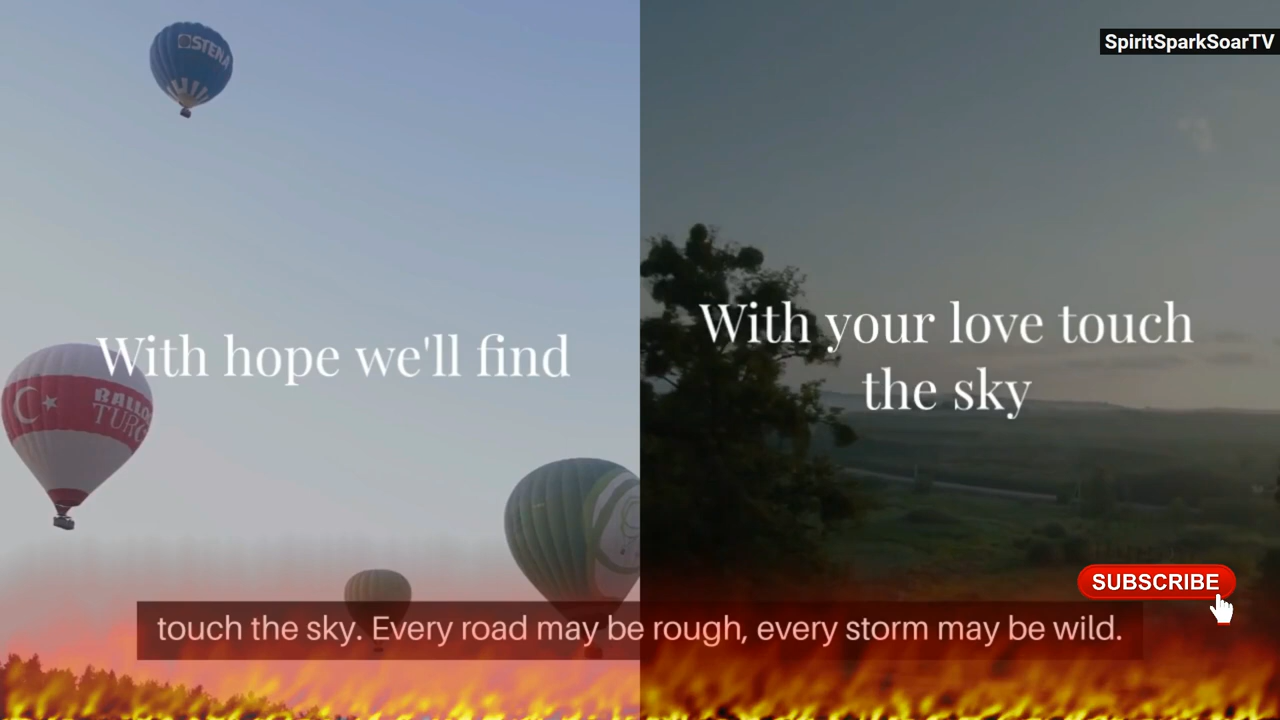 STENA
SpiritSparkSoarTV
With hope we'll find
With your love touch
the sky
SUBSCRIBE
touch the sky. Every road may be rough, every storm may be wild.